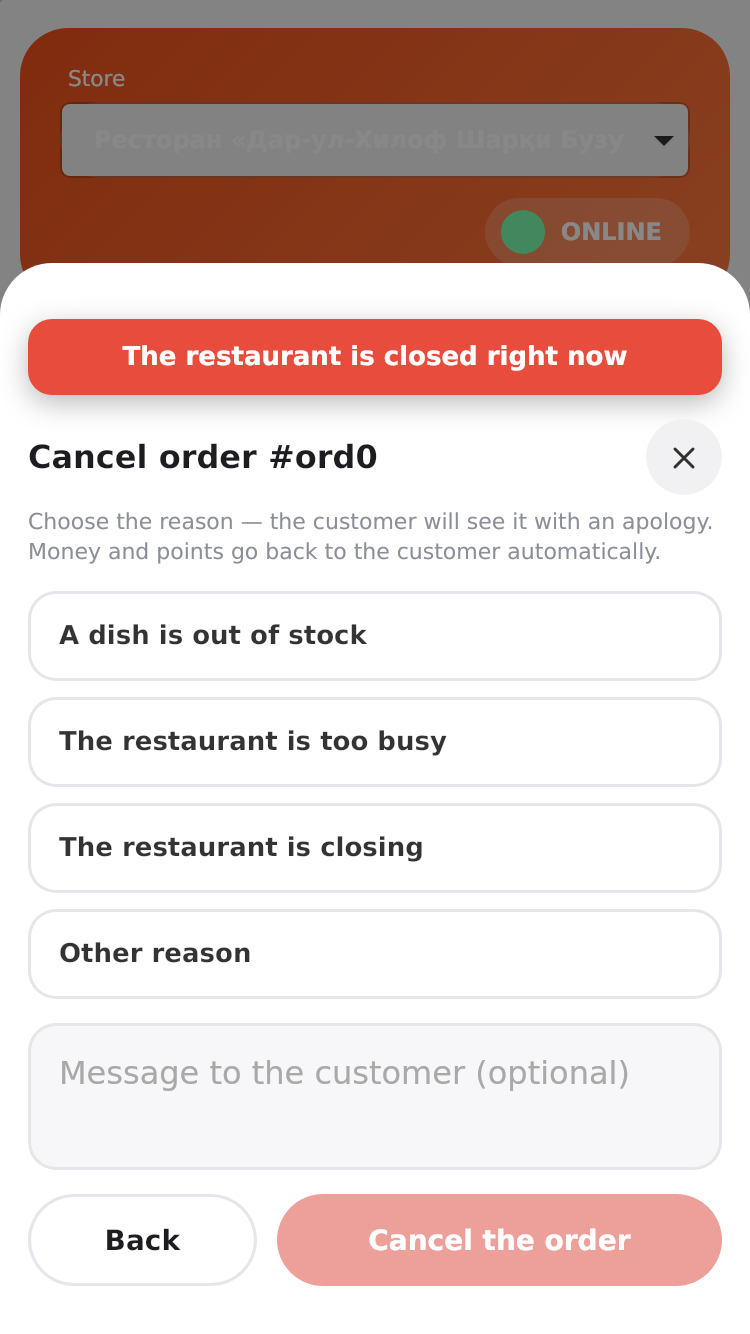 Store
Ресторан «Дар-ул-Хилоф Шарқи Бузу
ONLINE
The restaurant is closed right now
Cancel order #ord0
Choose the reason — the customer will see it with an apology.
Money and points go back to the customer automatically.
A dish is out of stock
The restaurant is too busy
The restaurant is closing
Other reason
Message to the customer (optional)
Back
Cancel the order